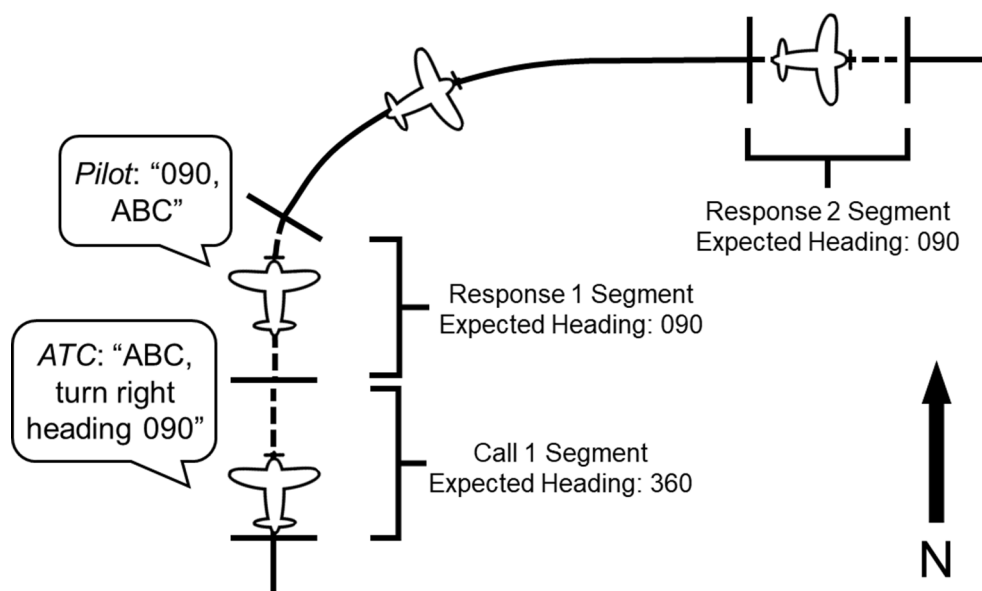 Pilot: “090,
ABC”
Response 2 Segment
Expected Heading: 090
Response 1 Segment
Expected Heading: 090
ATC: “ABC,
turn right
heading 090”
Call 1 Segment
Expected Heading: 360
N